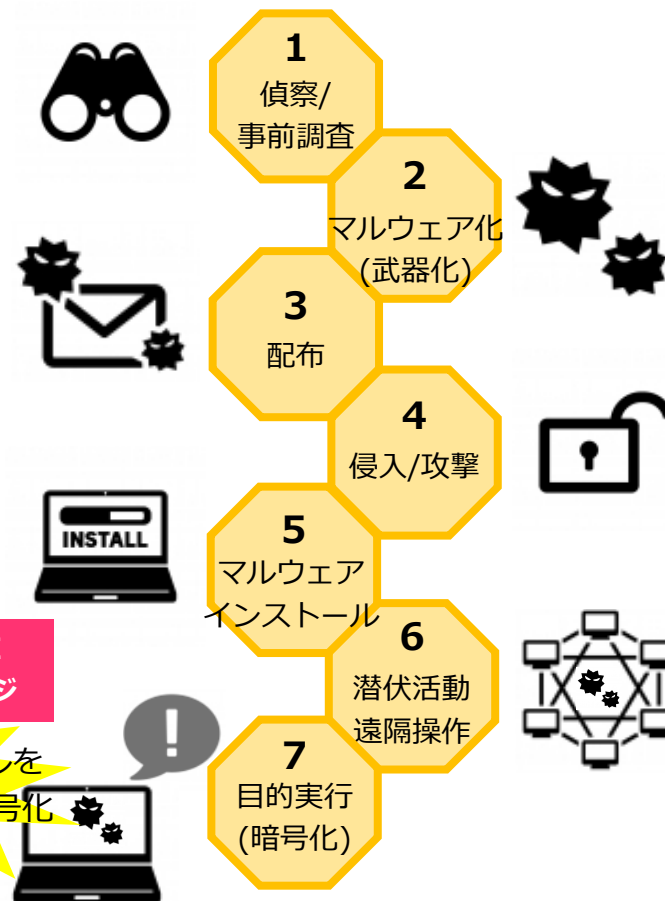 1
偵察/
事前調査
2
マルウェア化
(武器化)
3
配布
4
侵入/攻撃
INSTALL
5
マルウェア
インストール
6
潜伏活動
遠隔操作
ジ
!
7
目的実行
(暗号化)
んを
号化